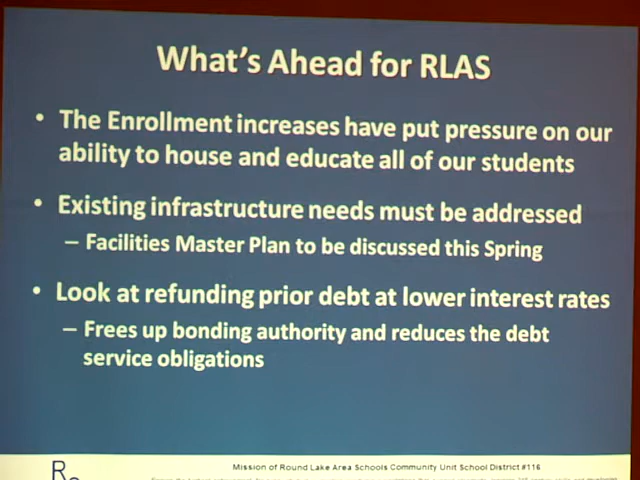 What's Ahead for RLAS
• The Enrollment increases have put pressure on our
ability to house and educate all of our students
• Existing infrastructure needs must be addressed
– Facilities Master Plan to be discussed this Spring
• Look at refunding prior debt at lower interest rates
– Frees up bonding authority and reduces the debt
service obligations
R
Mission of Round Lake Area Schools Community Unit School District #116